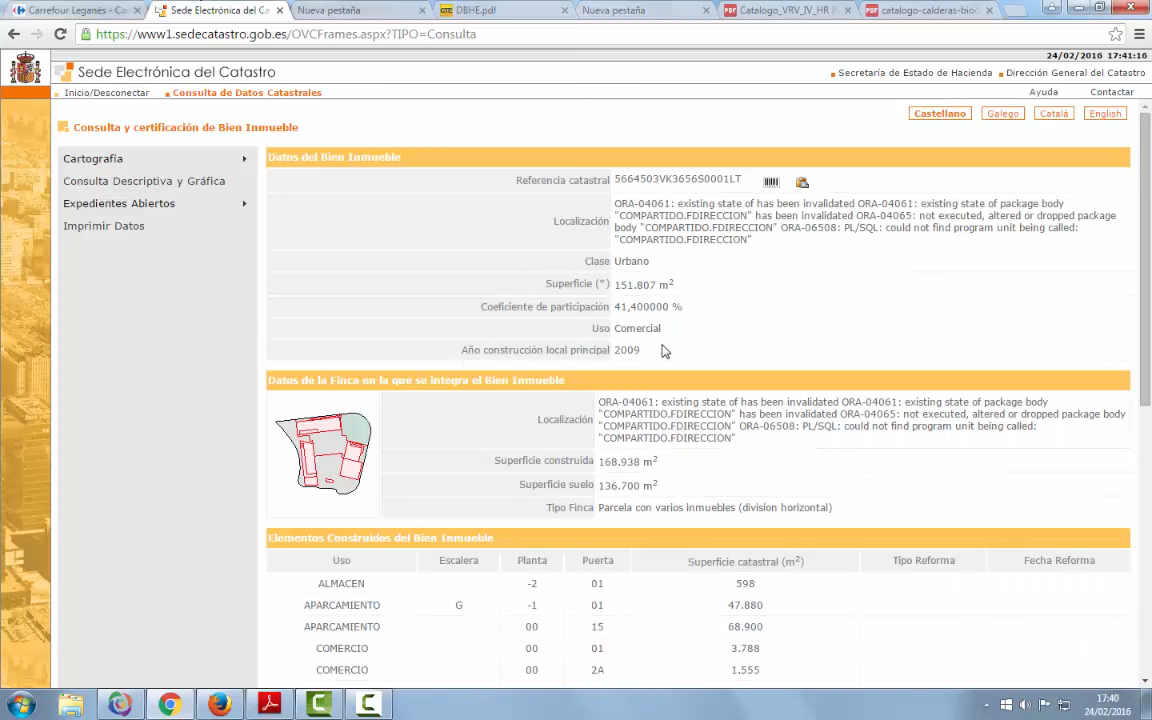 Carrefour Leganés - Ca
Sede Electrónica del Ca
Nueva pestaña
DBHE.pdf
Nueva pestaña
Catalogo_VRV_IV_HR P
catalogo-calderas-bio
https://www1.sedecatastro.gob.es/OVCFrames.aspx?TIPO=Consulta
24/02/2016 17:41:16
Sede Electrónica del Catastro
Secretaría de Estado de Hacienda
Dirección General del Catastro
Inicio/Desconectar
Consulta de Datos Catastrales
Ayuda
Contactar
Castellano
Galego
Catalá
English
Consulta y certificación de Bien Inmueble
Cartografía
Consulta Descriptiva y Gráfica
Expedientes Abiertos
Imprimir Datos
Datos del Bien Inmueble
Referencia catastral 5664503VK3656S0001LT
Localización
ORA-04061: existing state of has been invalidated ORA-04061: existing state of package body
"COMPARTIDO.FDIRECCION" has been invalidated ORA-04065: not executed, altered or dropped package
body "COMPARTIDO.FDIRECCION" ORA-06508: PL/SQL: could not find program unit being called:
"COMPARTIDO.FDIRECCION"
Clase Urbano
Superficie (*) 151.807 m²
Coeficiente de participación 41,400000 %
Uso Comercial
Año construcción local principal 2009
Datos de la Finca en la que se integra el Bien Inmueble
Localización
ORA-04061: existing state of has been invalidated ORA-04061: existing state of package body
"COMPARTIDO.FDIRECCION" has been invalidated ORA-04065: not executed, altered or dropped package body
"COMPARTIDO.FDIRECCION" ORA-06508: PL/SQL: could not find program unit being called:
"COMPARTIDO.FDIRECCION"
Superficie construida 168.938 m²
Superficie suelo 136.700 m²
Tipo Finca Parcela con varios inmuebles (division horizontal)
Elementos Construidos del Bien Inmueble
Uso Escalera Planta Puerta Superficie catastral (m²) Tipo Reforma Fecha Reforma
ALMACEN -2 01 598
APARCAMIENTO G -1 01 47.880
APARCAMIENTO 00 15 68.900
COMERCIO 00 01 3.788
COMERCIO 00 2A 1.555
17:40
24/02/2016